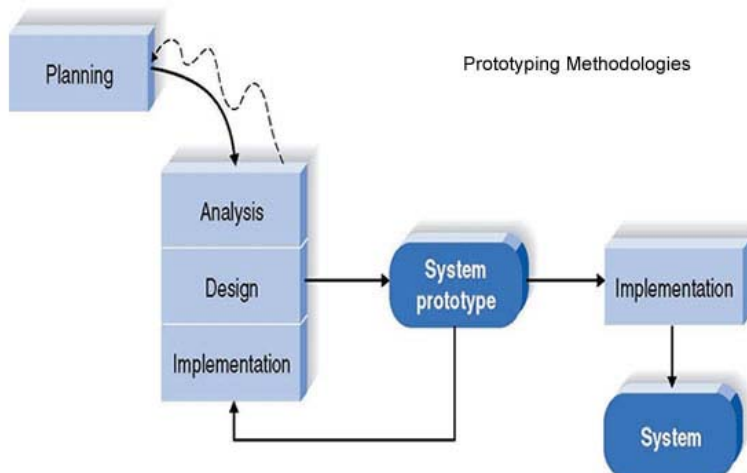 Planning
Prototyping Methodologies
Analysis
Design
Implementation
System
prototype
Implementation
System